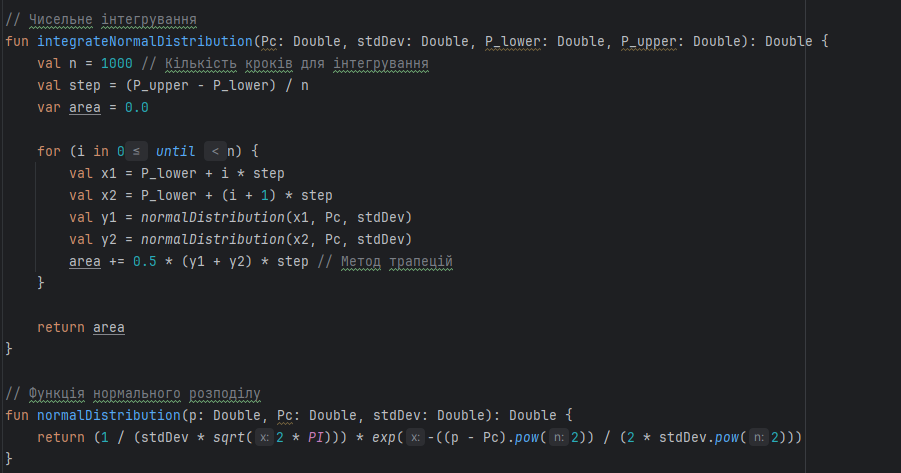 // Чисельне інтегрування
fun integrateNormalDistribution(Pc: Double, stdDev: Double, P_lower: Double, P_upper: Double): Double {
    val n = 1000 // Кількість кроків для інтегрування
    val step = (P_upper - P_lower) / n
    var area = 0.0

    for (i in 0 ≤ until < n) {
        val x1 = P_lower + i * step
        val x2 = P_lower + (i + 1) * step
        val y1 = normalDistribution(x1, Pc, stdDev)
        val y2 = normalDistribution(x2, Pc, stdDev)
        area += 0.5 * (y1 + y2) * step // Метод трапецій
    }

    return area
}

// Функція нормального розподілу
fun normalDistribution(p: Double, Pc: Double, stdDev: Double): Double {
    return (1 / (stdDev * sqrt( x: 2 * PI))) * exp( x: -((p - Pc).pow( n: 2)) / (2 * stdDev.pow( n: 2)))
}